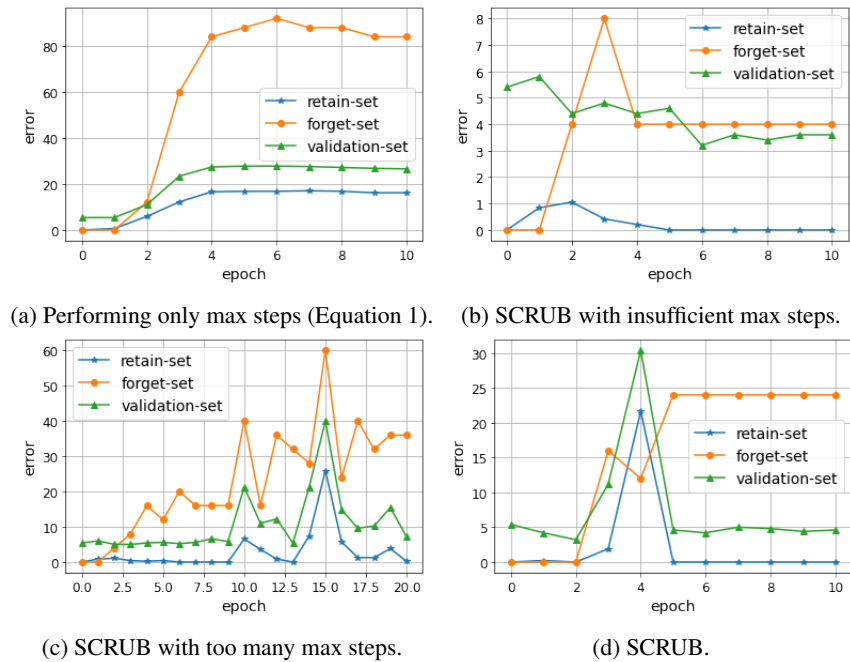 retain-set
forget-set
validation-set
error
80
60
40
20
0
0 2 4 6 8 10
epoch
(a) Performing only max steps (Equation 1).
retain-set
forget-set
validation-set
error
8
7
6
5
4
3
2
1
0
0 2 4 6 8 10
epoch
(b) SCRUB with insufficient max steps.
retain-set
forget-set
validation-set
error
60
50
40
30
20
10
0
0.0 2.5 5.0 7.5 10.0 12.5 15.0 17.5 20.0
epoch
(c) SCRUB with too many max steps.
retain-set
forget-set
validation-set
error
30
25
20
15
10
5
0
0 2 4 6 8 10
epoch
(d) SCRUB.